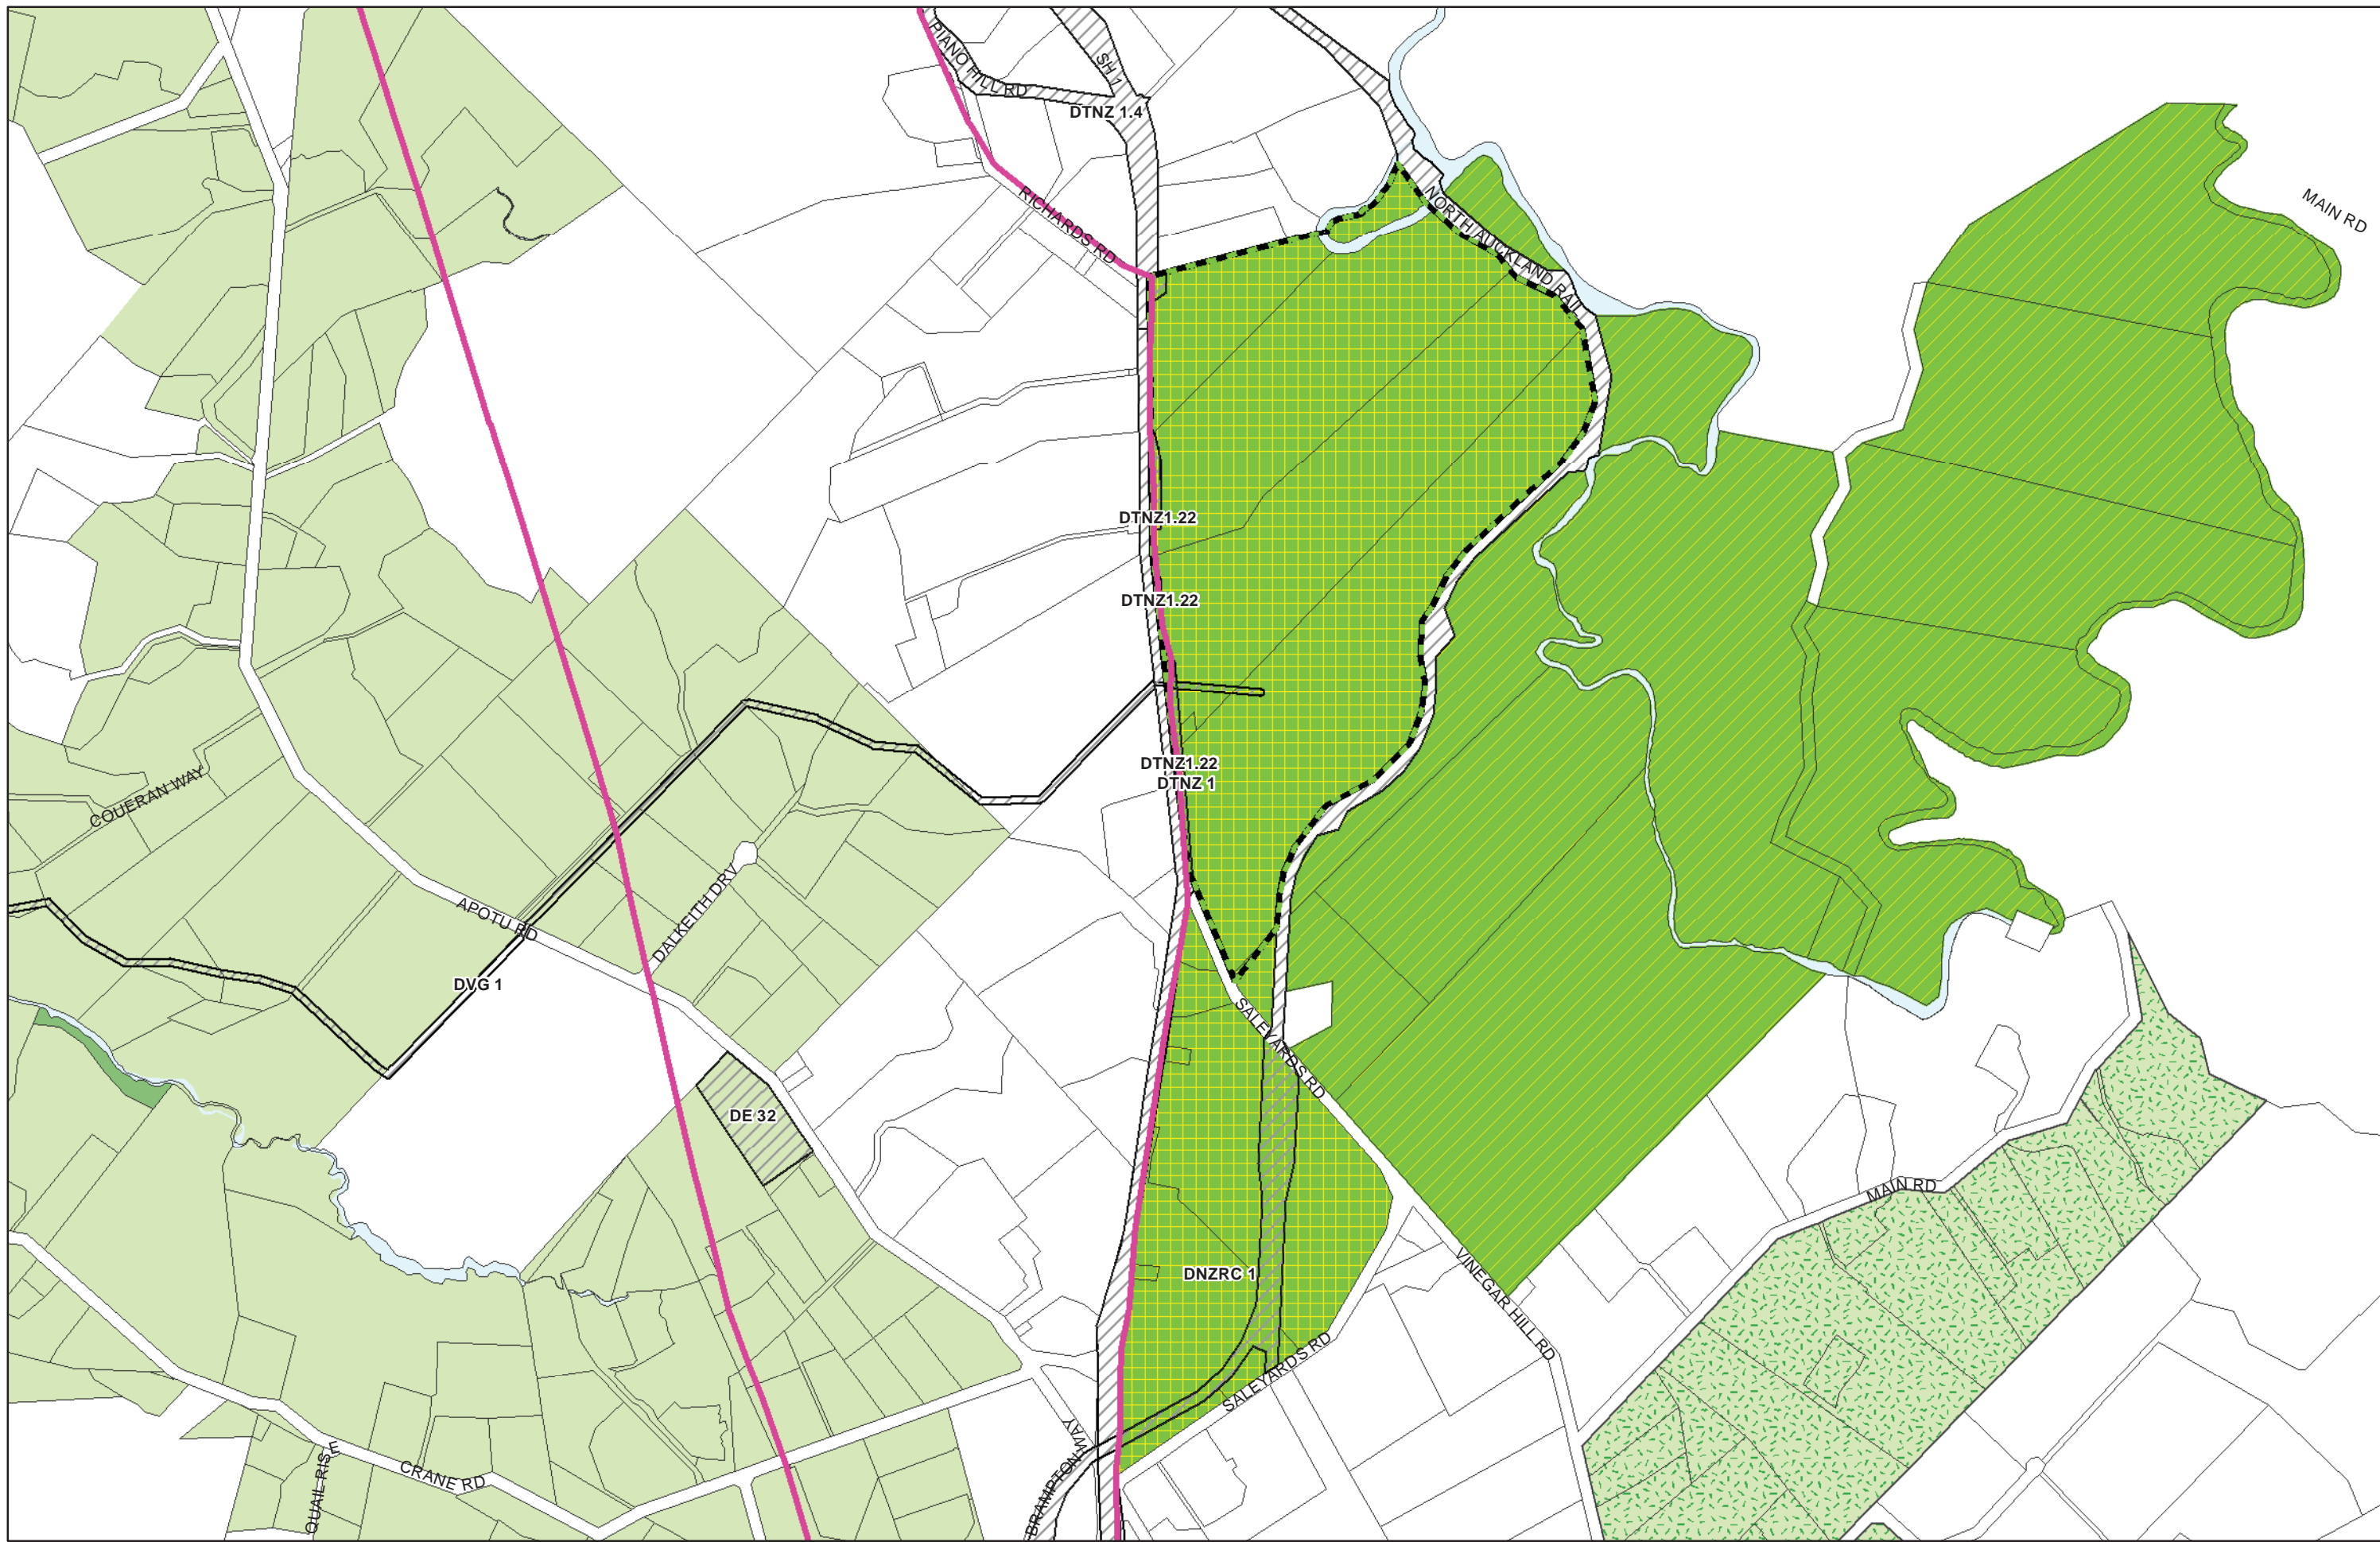 PIANO HILL RD
SH 1
DTNZ 1.4
RICHARDS RD
NORTH AUCKLAND RAIL
MAIN RD
DTNZ1.22
DTNZ1.22
DTNZ1.22
DTNZ 1
COUERAN WAY
APOTU RD
DALKEITH DRV
DVG 1
SALEYARDS RD
DE 32
MAIN RD
DNZRC 1
VINEGAR HILL RD
SALEYARDS RD
BRAMPTON WAY
QUAIL RISE
CRANE RD